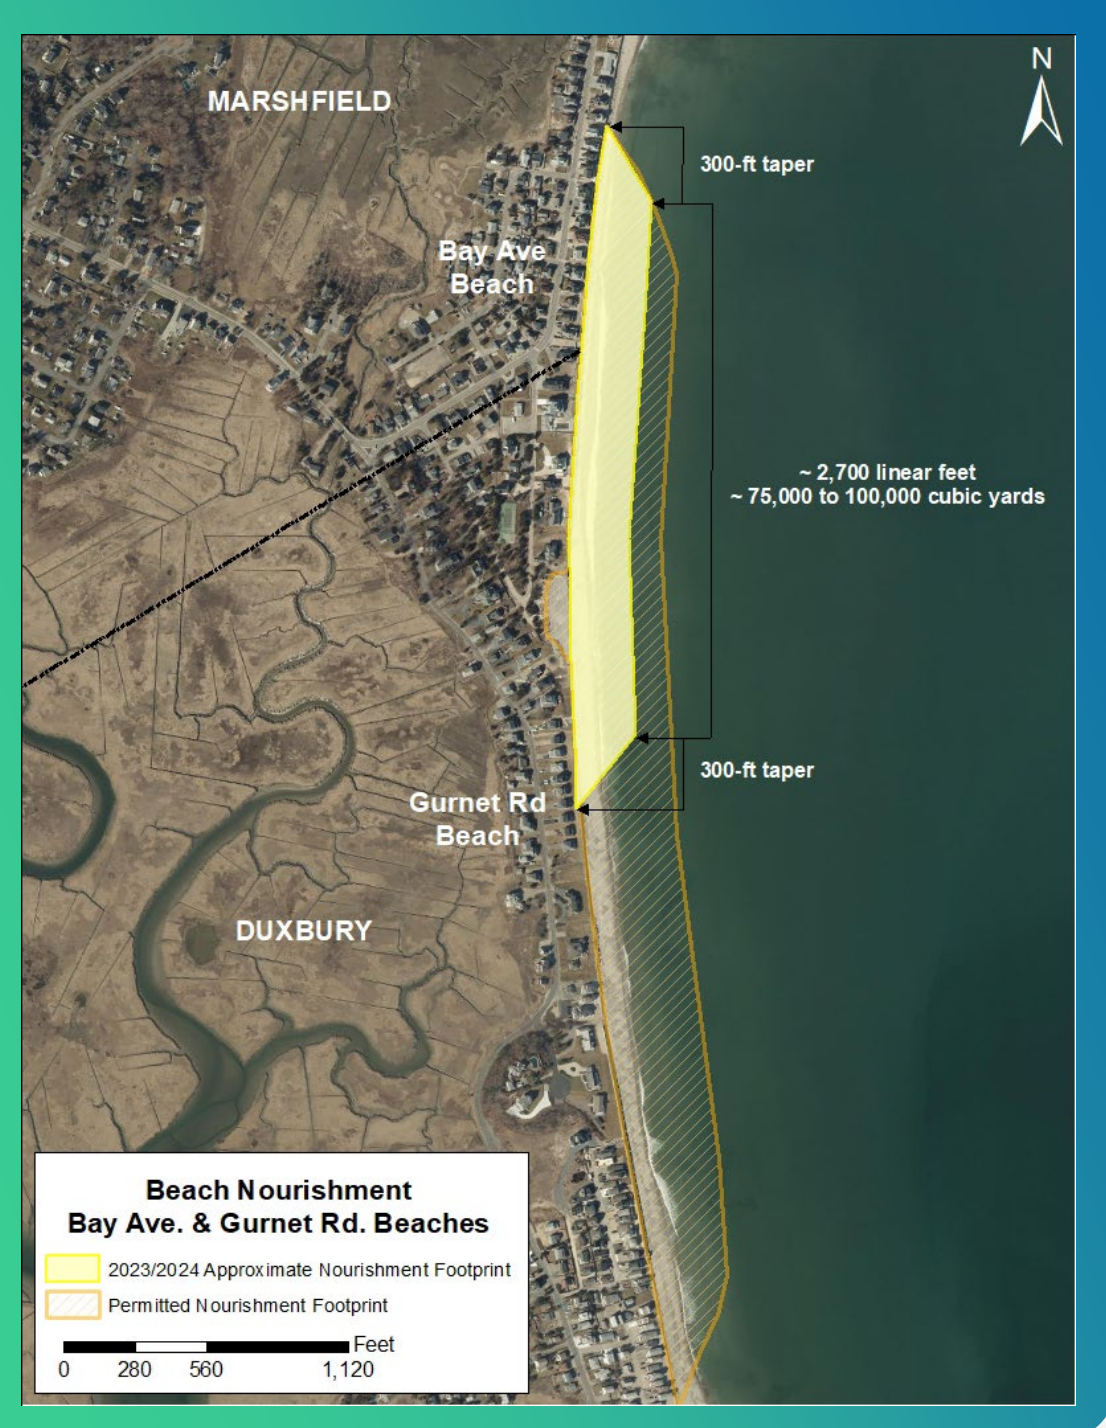 N
MARSHFIELD
300-ft taper
Bay Ave
Beach
~ 2,700 linear feet
~ 75,000 to 100,000 cubic yards
300-ft taper
Gurnet Rd
Beach
DUXBURY
Beach Nourishment
Bay Ave. & Gurnet Rd. Beaches
2023/2024 Approximate Nourishment Footprint
Permitted Nourishment Footprint
Feet
0 280 560 1,120